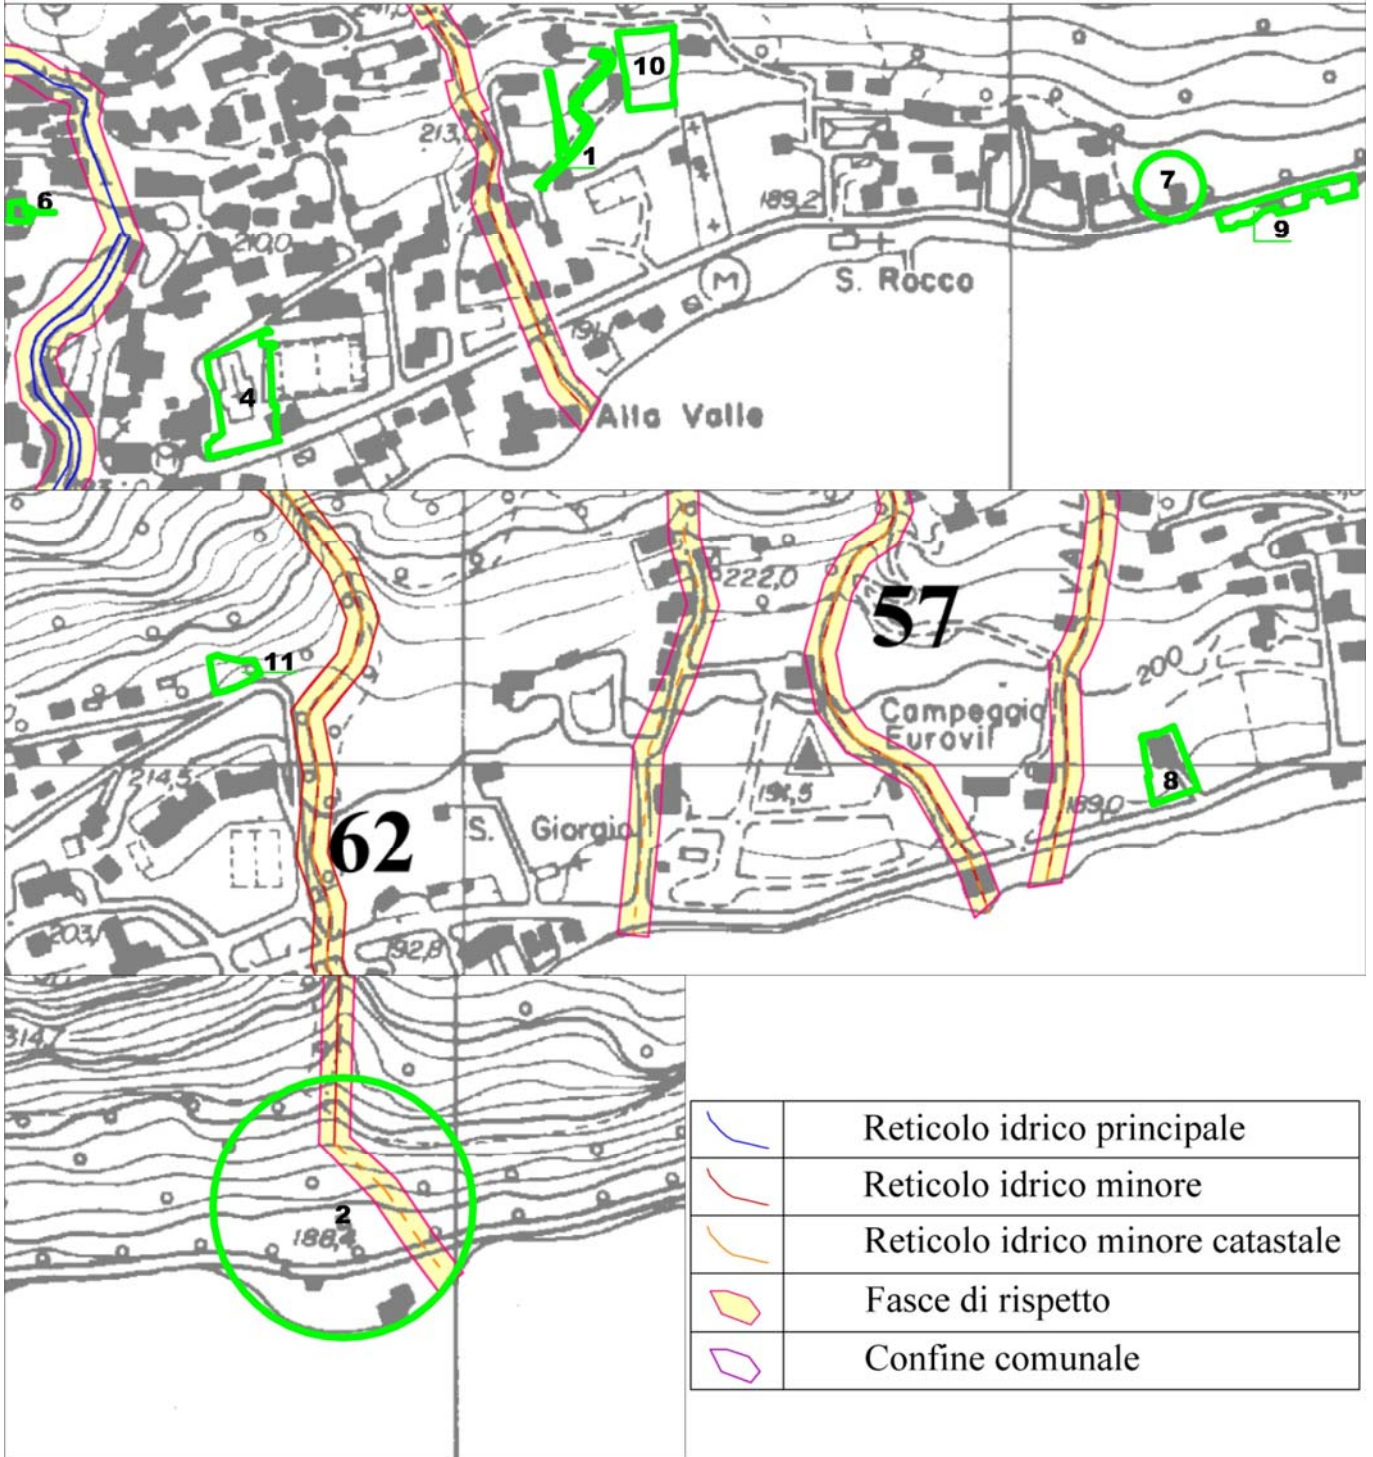 10
213,0
1
6
189,2
7
9
210,0
M
S. Rocco
191,
4
Alla Valle
M
222,0
57
11
200
Campeggio
Eurovil
214,5
8
191,5
189,0
62
S. Giorgio
203,
192,8
314,7
2
188,4
Reticolo idrico principale
Reticolo idrico minore
Reticolo idrico minore catastale
Fasce di rispetto
Confine comunale